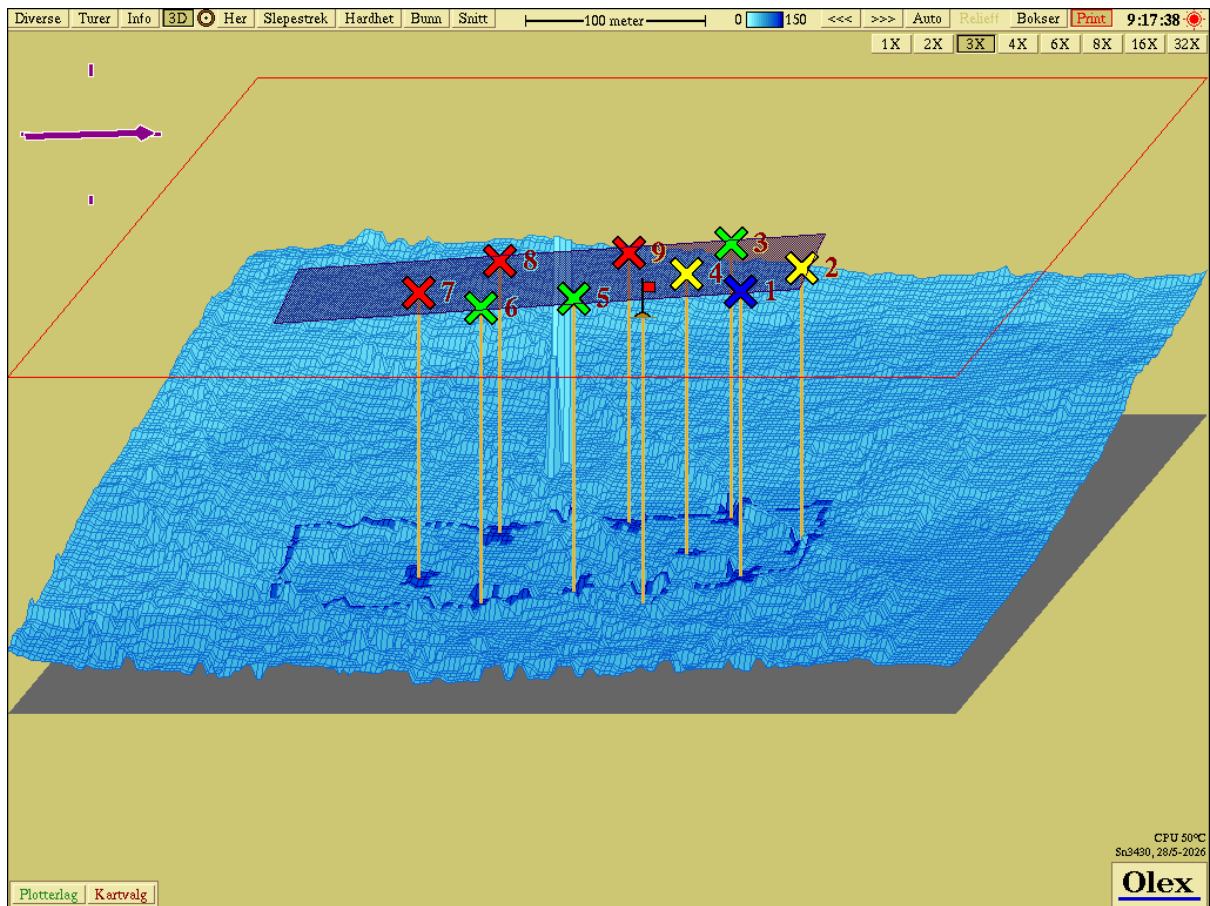 Diverse Turer Info 3D Her Slepestrek Hardhet Bunn Snitt 100 meter 0 150 <<< >>> Auto Relieff Bokser Print 9:17:38
1X 2X 3X 4X 6X 8X 16X 32X
3
9
8
4
2
7
5
1
6
CPU 50°C
Sn3430, 28/5-2026
Plotterlag Kartvalg
Olex